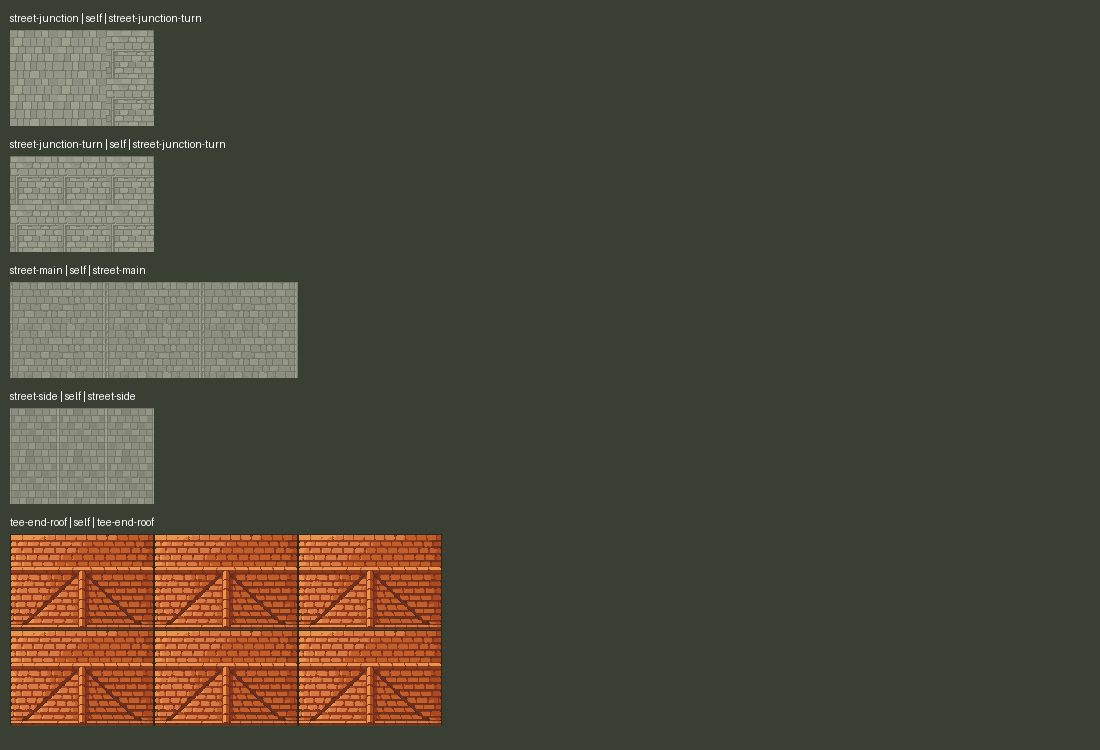 street-junction | self | street-junction-turn
street-junction-turn | self | street-junction-turn
street-main | self | street-main
street-side | self | street-side
tee-end-roof | self | tee-end-roof